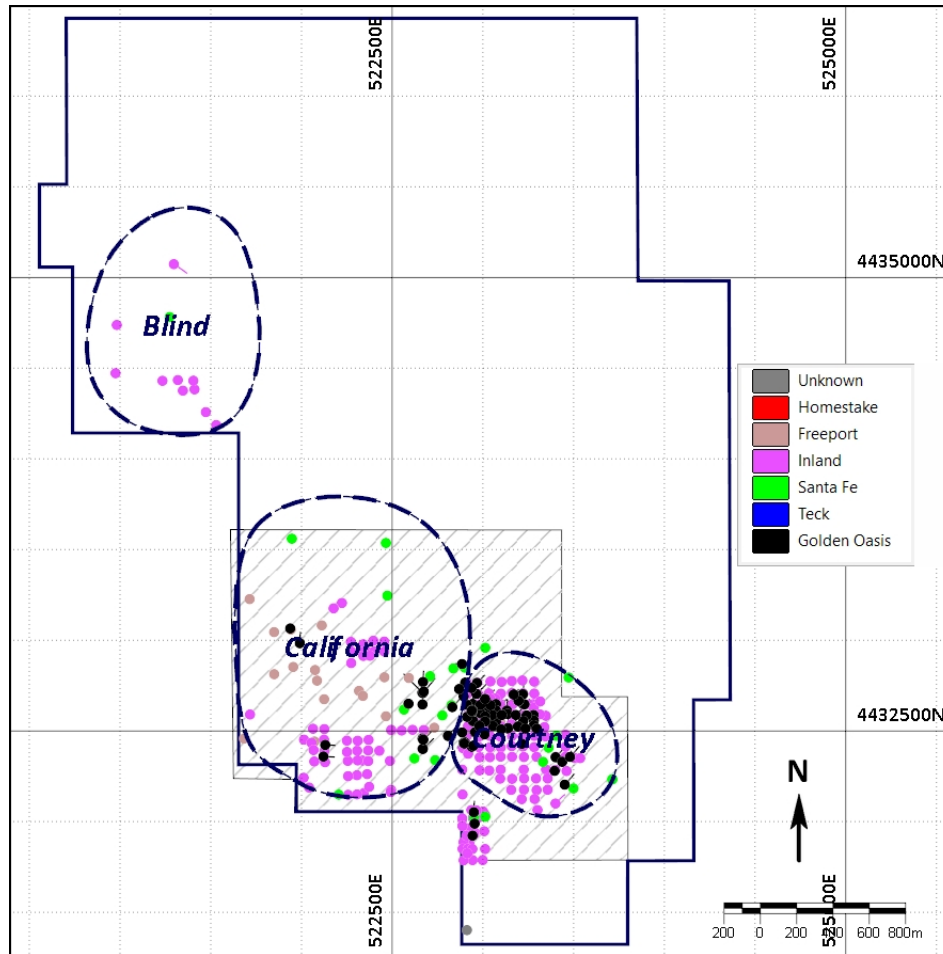 522500E
525000E
4435000N
Blind
Unknown
Homestake
Freeport
Inland
Santa Fe
Teck
Golden Oasis
California
4432500N
Courtney
N
522500E
525000E
200 0 200 400 600 800m